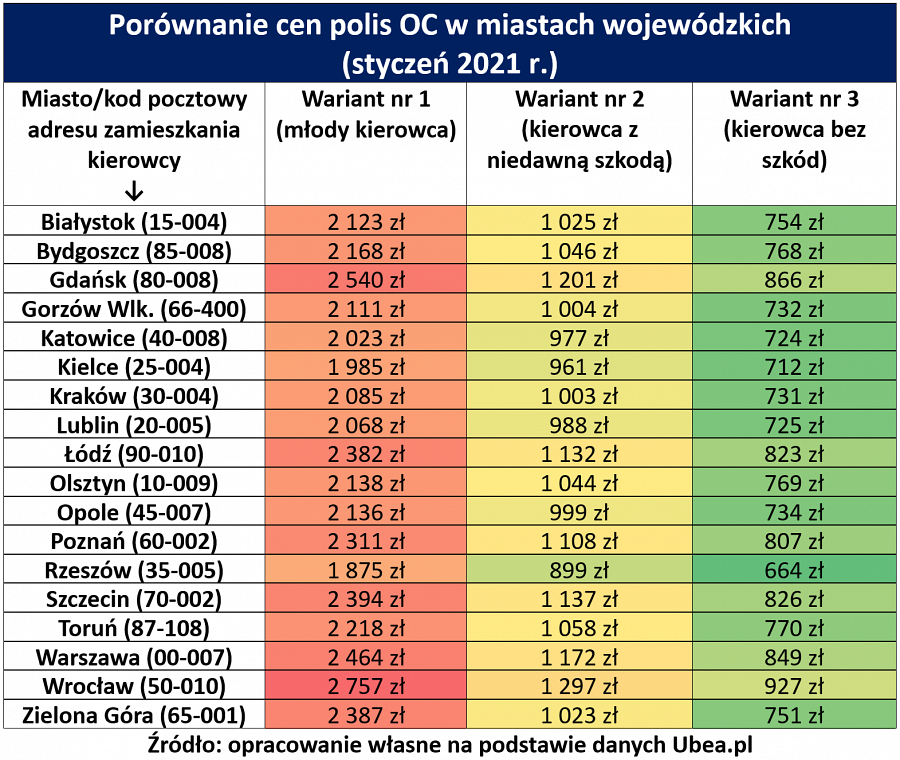 Porównanie cen polis OC w miastach wojewódzkich
(styczeń 2021 r.)
Miasto/kod pocztowy
adresu zamieszkania
kierowcy
↓
Wariant nr 1
(młody kierowca)
Wariant nr 2
(kierowca z
niedawną szkodą)
Wariant nr 3
(kierowca bez
szkód)
Białystok (15-004) 2 123 zł 1 025 zł 754 zł
Bydgoszcz (85-008) 2 168 zł 1 046 zł 768 zł
Gdańsk (80-008) 2 540 zł 1 201 zł 866 zł
Gorzów Wlk. (66-400) 2 111 zł 1 004 zł 732 zł
Katowice (40-008) 2 023 zł 977 zł 724 zł
Kielce (25-004) 1 985 zł 961 zł 712 zł
Kraków (30-004) 2 085 zł 1 003 zł 731 zł
Lublin (20-005) 2 068 zł 988 zł 725 zł
Łódź (90-010) 2 382 zł 1 132 zł 823 zł
Olsztyn (10-009) 2 138 zł 1 044 zł 769 zł
Opole (45-007) 2 136 zł 999 zł 734 zł
Poznań (60-002) 2 311 zł 1 108 zł 807 zł
Rzeszów (35-005) 1 875 zł 899 zł 664 zł
Szczecin (70-002) 2 394 zł 1 137 zł 826 zł
Toruń (87-108) 2 218 zł 1 058 zł 770 zł
Warszawa (00-007) 2 464 zł 1 172 zł 849 zł
Wrocław (50-010) 2 757 zł 1 297 zł 927 zł
Zielona Góra (65-001) 2 387 zł 1 023 zł 751 zł
Źródło: opracowanie własne na podstawie danych Ubea.pl